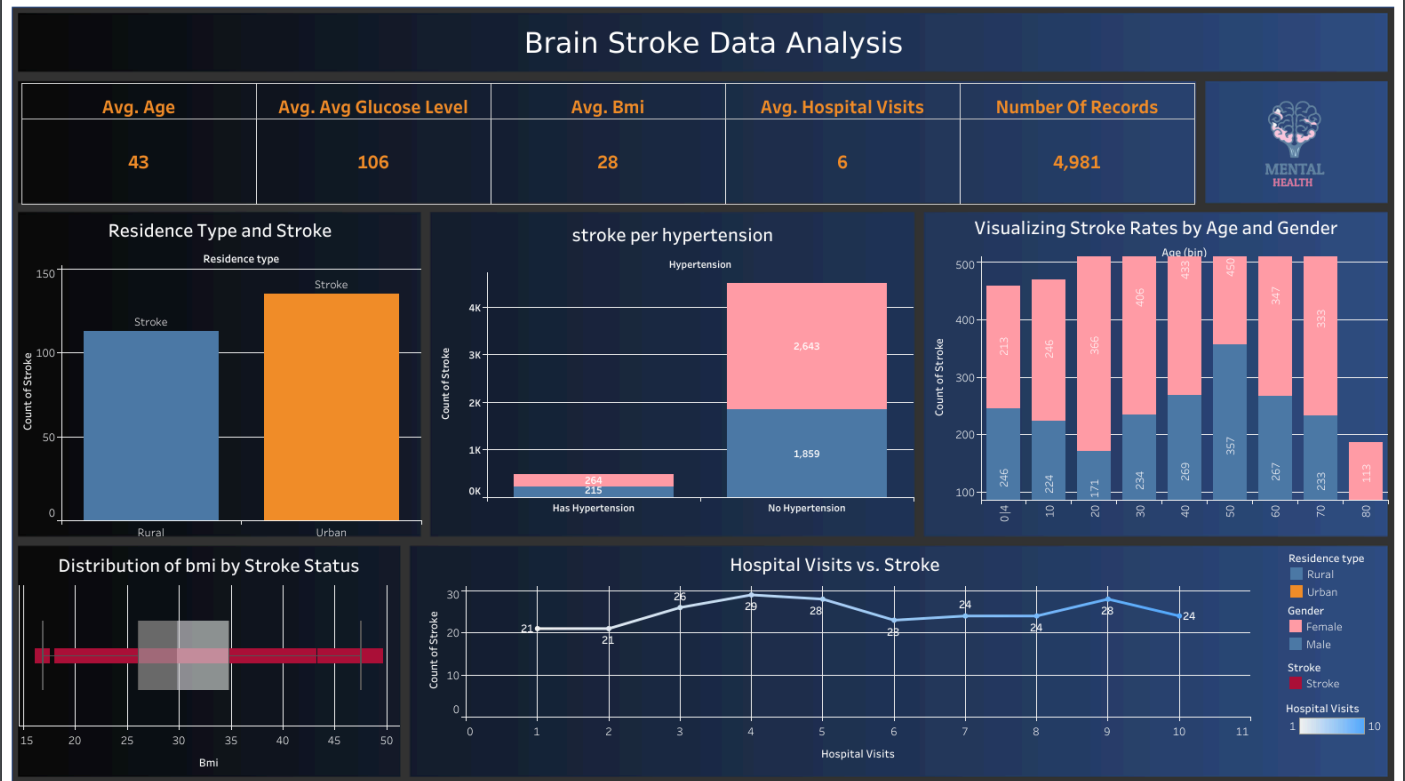 Brain Stroke Data Analysis
Avg. Age
Avg. Avg Glucose Level
Avg. Bmi
Avg. Hospital Visits
Number Of Records
43
106
28
6
4,981
MENTAL
HEALTH
Residence Type and Stroke
Residence type
Count of Stroke
150
100
50
0
Stroke
Stroke
Rural
Urban
stroke per hypertension
Hypertension
Count of Stroke
4K
3K
2K
1K
0K
264
215
2,643
1,859
Has Hypertension
No Hypertension
Visualizing Stroke Rates by Age and Gender
Age (bin)
Count of Stroke
500
400
300
200
100
213
246
366
406
433
450
347
333
113
246
224
171
234
269
357
267
233
0|4
10
20
30
40
50
60
70
80
Distribution of bmi by Stroke Status
15
20
25
30
35
40
45
50
Bmi
Hospital Visits vs. Stroke
Count of Stroke
30
20
10
0
21
21
26
29
28
23
24
24
28
24
0
1
2
3
4
5
6
7
8
9
10
11
Hospital Visits
Residence type
Rural
Urban
Gender
Female
Male
Stroke
Stroke
Hospital Visits
1
10